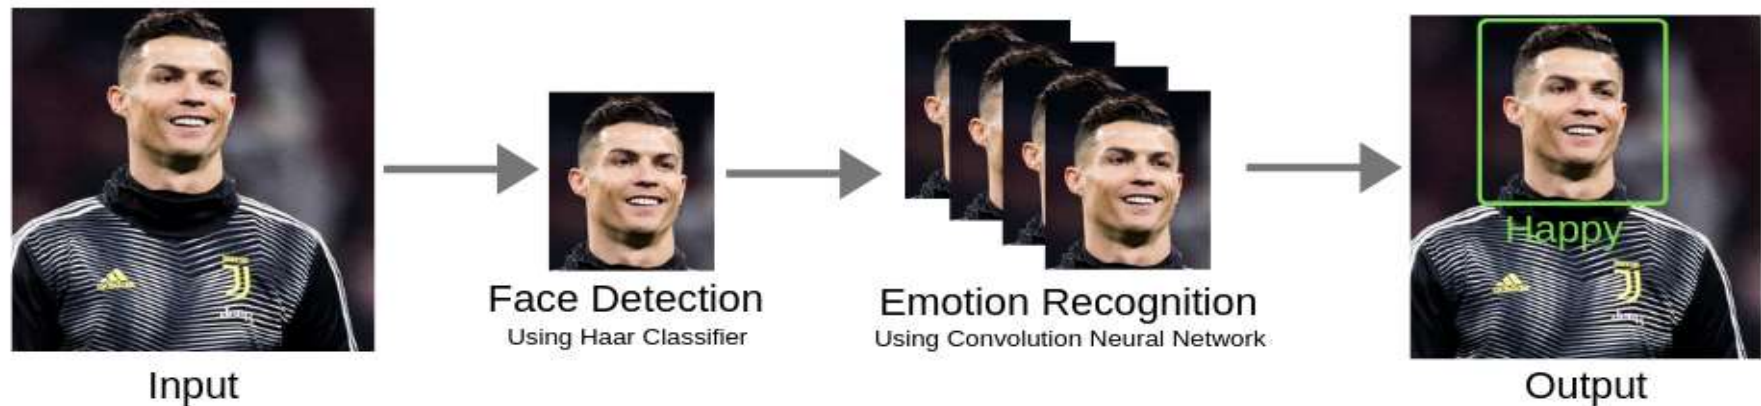 Happy
Face Detection
Using Haar Classifier
Emotion Recognition
Using Convolution Neural Network
Input
Output